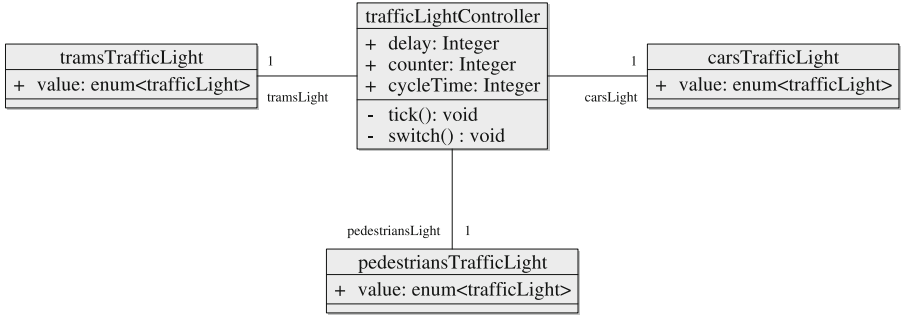 trafficLightController
+ delay: Integer
+ counter: Integer
+ cycleTime: Integer
- tick(): void
- switch() : void
tramsTrafficLight
+ value: enum<trafficLight>
1
tramsLight
carsTrafficLight
+ value: enum<trafficLight>
1
carsLight
pedestriansLight 1
pedestriansTrafficLight
+ value: enum<trafficLight>